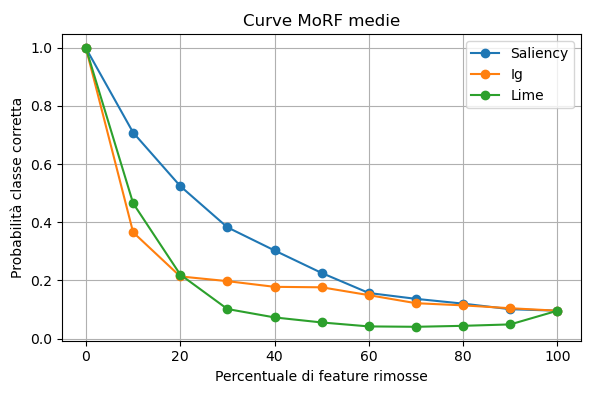 Curve MoRF medie
Probabilità classe corretta
1.0
0.8
0.6
0.4
0.2
0.0
Saliency
Ig
Lime
0 20 40 60 80 100
Percentuale di feature rimosse